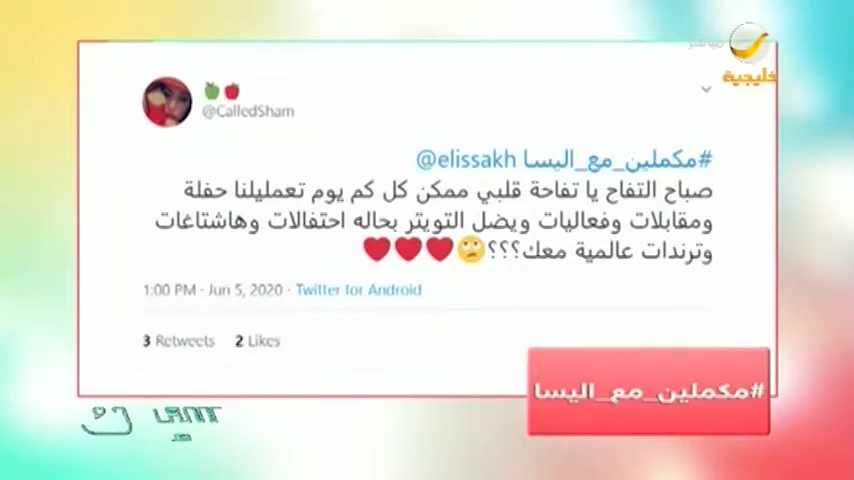 مباشر
خليجية
@CalledSham
#مكملين_مع_اليسا @elissakh
صباح التفاح يا تفاحة قلبي ممكن كل كم يوم تعمليلنا حفلة
ومقابلات وفعاليات ويضل التويتر بحاله احتفالات وهاشتاغات
وترندات عالمية معك؟؟؟🙄❤❤❤
1:00 PM · Jun 5, 2020 · Twitter for Android
3 Retweets 2 Likes
#مكملين_مع_اليسا